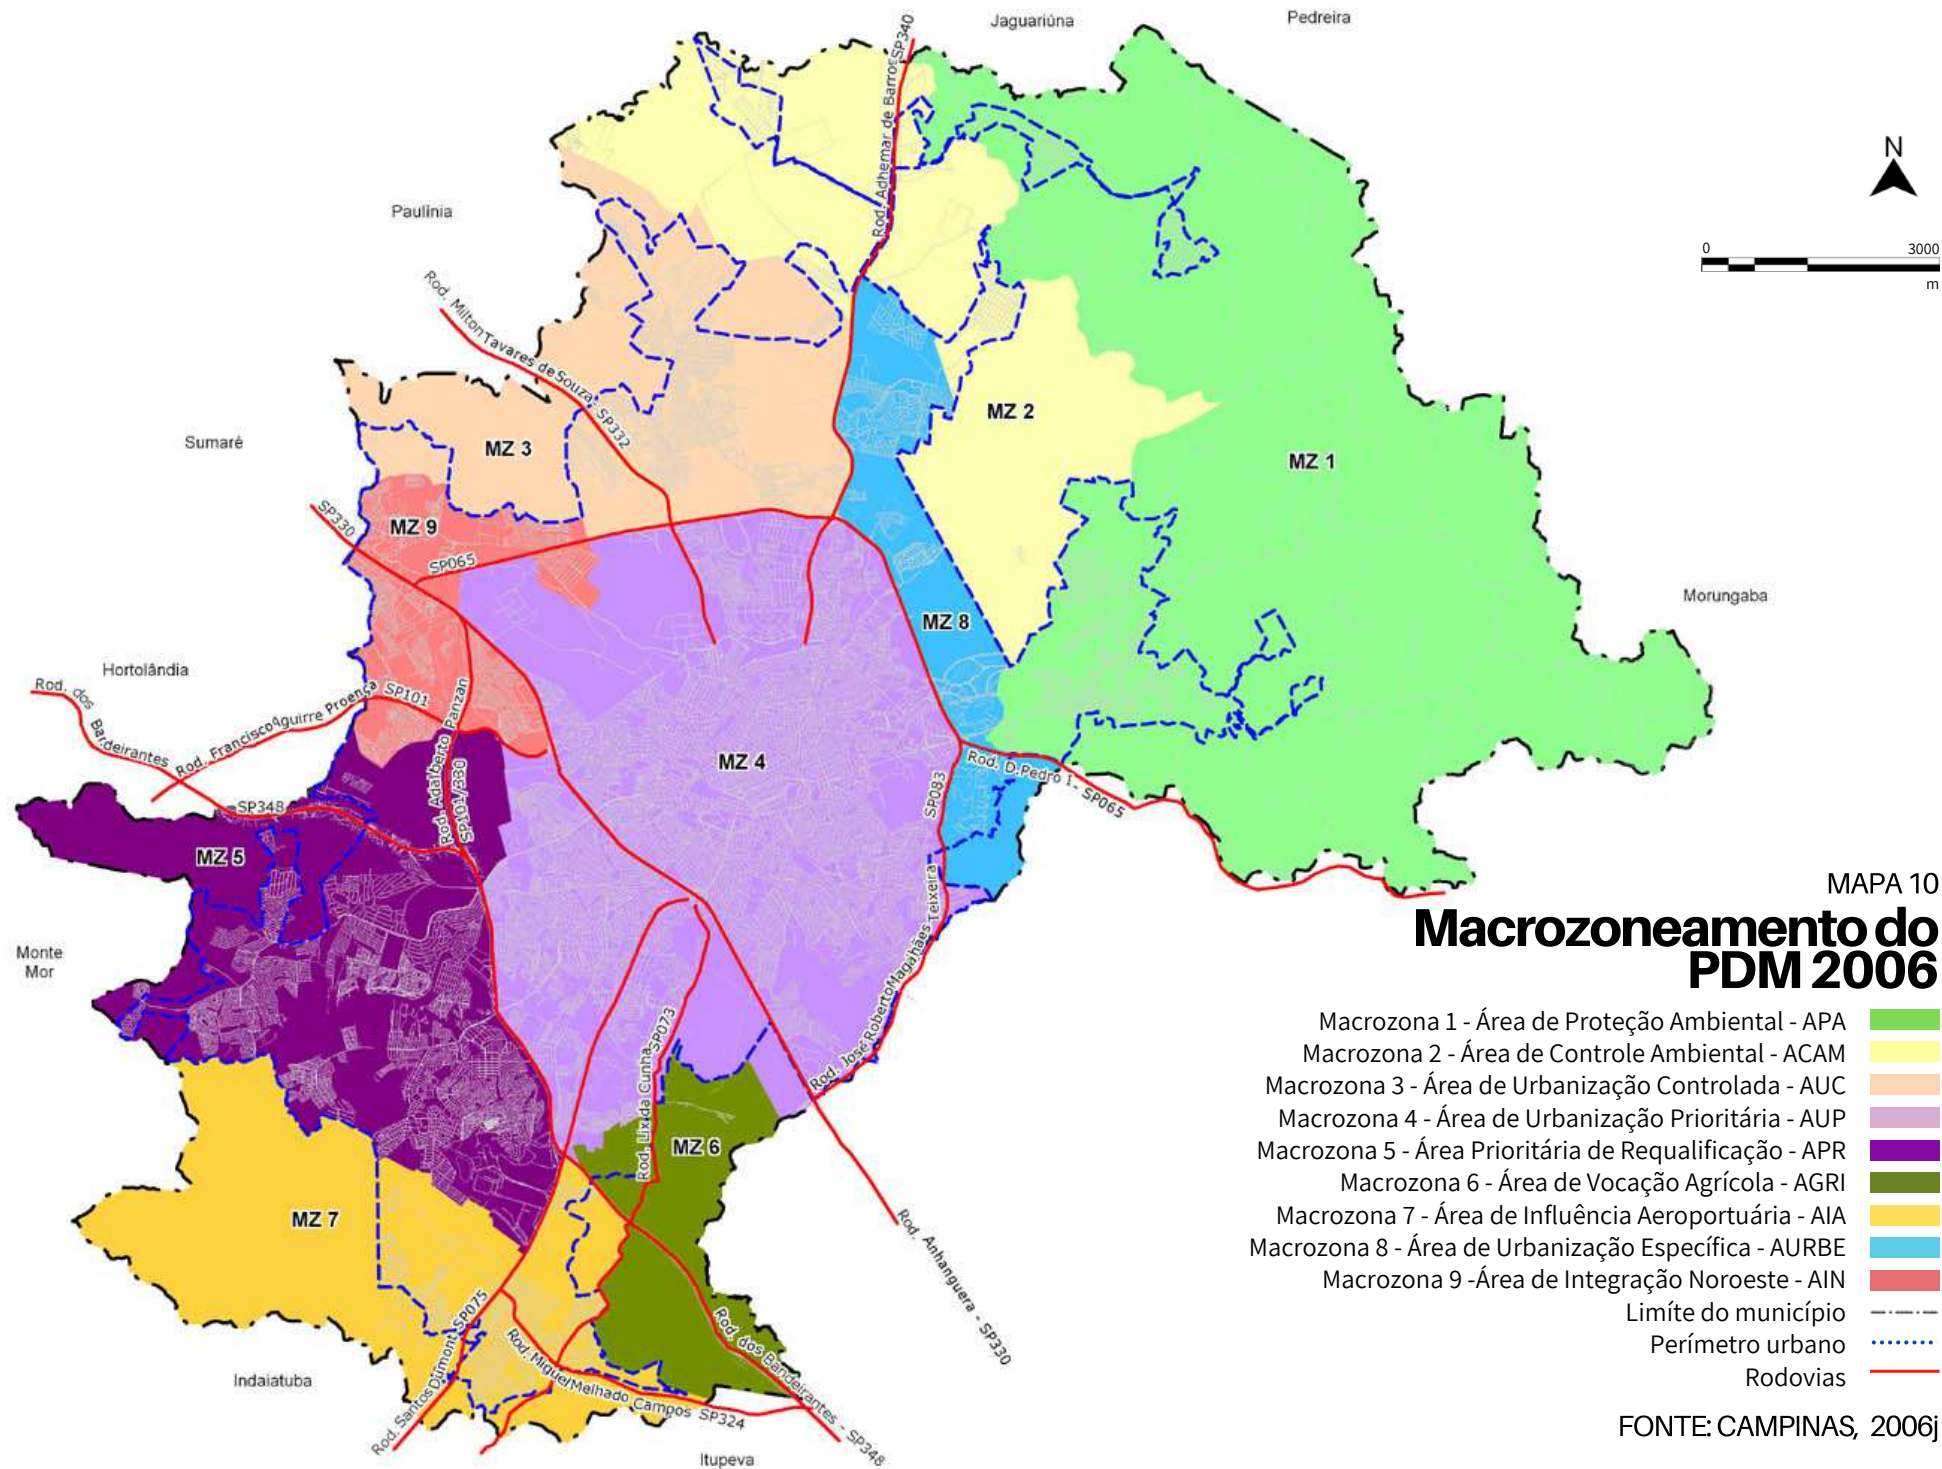 Jaguariúna
Pedreira
Rod. Adhemar de Barros SP340
N
Paulínia
0
3000
m
Rod. Milton Tavares de Souza, SP332
MZ 2
Sumaré
MZ 3
MZ 1
SP330
MZ 9
SP065
Morungaba
MZ 8
Hortolândia
Rod. dos Bandeirantes
Rod. Francisco Aguirre Proença SP101
Rod. Adalberto Panzan
SP101/330
MZ 4
Rod. D.Pedro I - SP065
SP083
SP348
MZ 5
Monte
Mor
Rod. José Roberto Magalhães Teixeira
SP073
Rod. Lix da Cunha
MZ 6
MZ 7
Rod. Anhanguera - SP330
Rod. Santos Dumont SP075
Rod. Miguel Melhado Campos SP324
Rod. dos Bandeirantes - SP348
Indaiatuba
Itupeva
MAPA 10
Macrozoneamento do
PDM 2006
Macrozona 1 - Área de Proteção Ambiental - APA
Macrozona 2 - Área de Controle Ambiental - ACAM
Macrozona 3 - Área de Urbanização Controlada - AUC
Macrozona 4 - Área de Urbanização Prioritária - AUP
Macrozona 5 - Área Prioritária de Requalificação - APR
Macrozona 6 - Área de Vocação Agrícola - AGRI
Macrozona 7 - Área de Influência Aeroportuária - AIA
Macrozona 8 - Área de Urbanização Específica - AURBE
Macrozona 9 -Área de Integração Noroeste - AIN
Limíte do município
Perímetro urbano
Rodovias
FONTE: CAMPINAS, 2006j